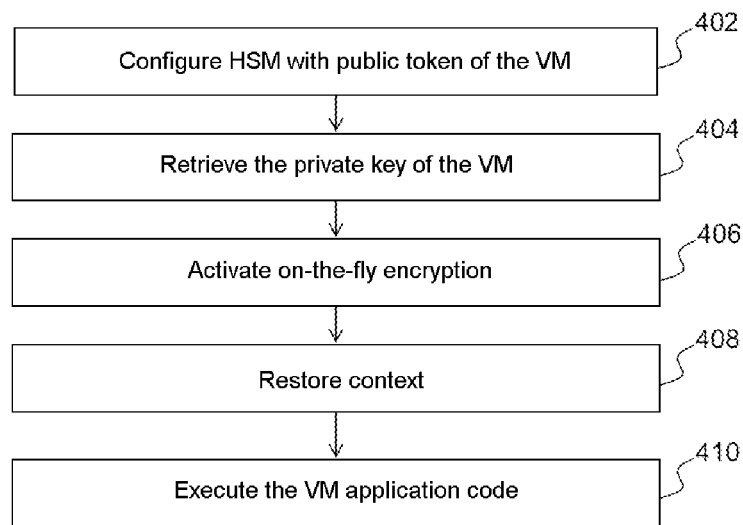 402
Configure HSM with public token of the VM
404
Retrieve the private key of the VM
406
Activate on-the-fly encryption
408
Restore context
410
Execute the VM application code